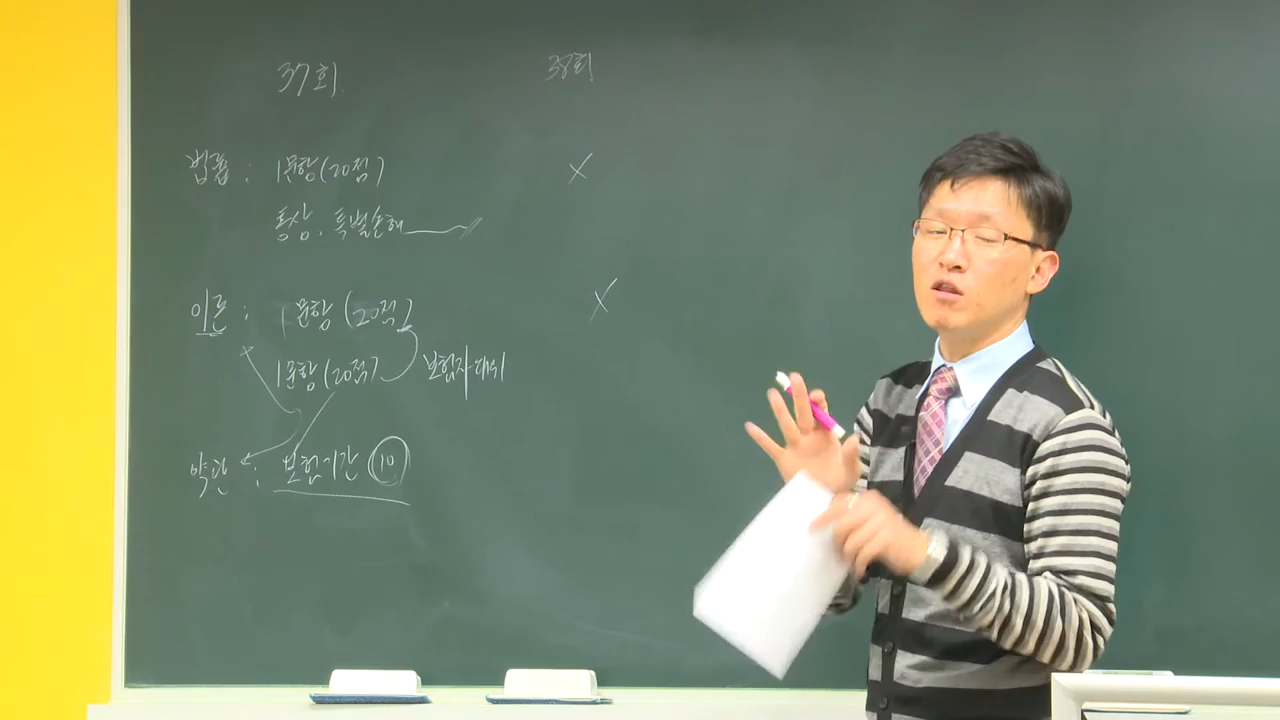 37회 38회
법률 : 1문항(20점) X
통상, 특별손해
이론 : 1문항(20점) X
1문항(20점) 보험자대위
약관 : 보험기간 10